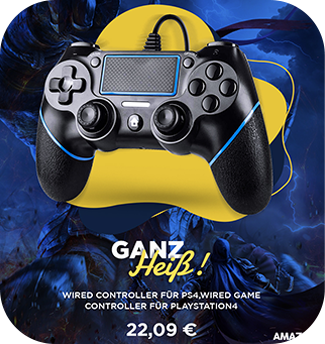 GANZ
Heiß!
WIRED CONTROLLER FÜR PS4,WIRED GAME
CONTROLLER FÜR PLAYSTATION4
22,09 €